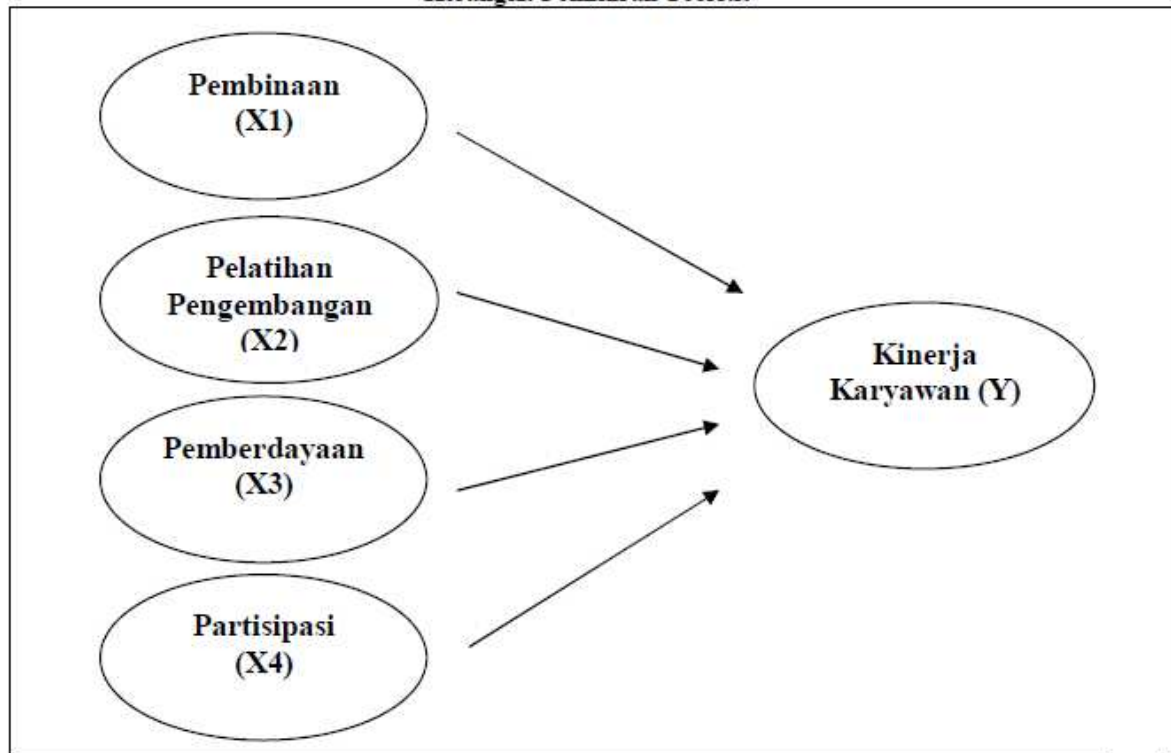 Pembinaan
(X1)
Pelatihan
Pengembangan
(X2)
Pemberdayaan
(X3)
Partisipasi
(X4)
Kinerja
Karyawan (Y)